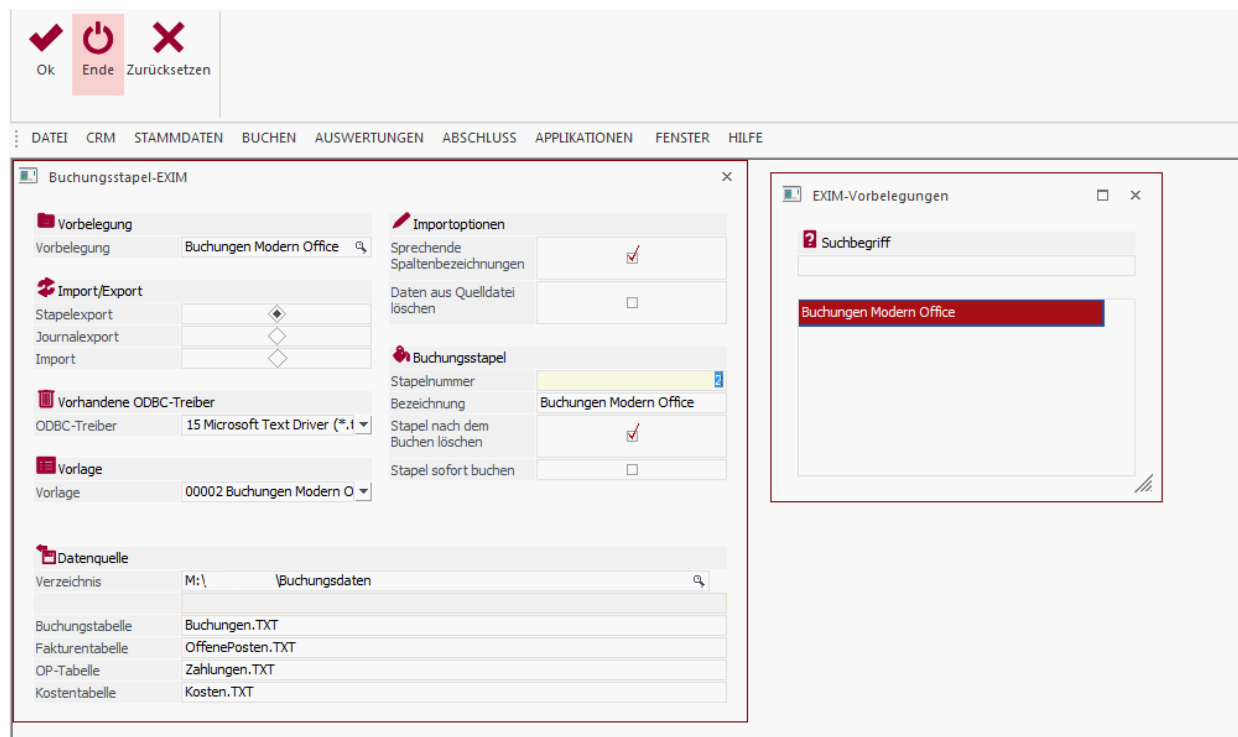 Ok Ende Zurücksetzen
DATEI CRM STAMMDATEN BUCHEN AUSWERTUNGEN ABSCHLUSS APPLIKATIONEN FENSTER HILFE
Buchungsstapel-EXIM
Vorbelegung
Vorbelegung Buchungen Modern Office
Import/Export
Stapelexport
Journalexport
Import
Vorhandene ODBC-Treiber
ODBC-Treiber 15 Microsoft Text Driver (*.t
Vorlage
Vorlage 00002 Buchungen Modern O
Importoptionen
Sprechende
Spaltenbezeichnungen
Daten aus Quelldatei
löschen
Buchungsstapel
Stapelnummer 2
Bezeichnung Buchungen Modern Office
Stapel nach dem
Buchen löschen
Stapel sofort buchen
Datenquelle
Verzeichnis M:\ \Buchungsdaten
Buchungstabelle Buchungen.TXT
Fakturentabelle OffenePosten.TXT
OP-Tabelle Zahlungen.TXT
Kostentabelle Kosten.TXT
EXIM-Vorbelegungen
Suchbegriff
Buchungen Modern Office